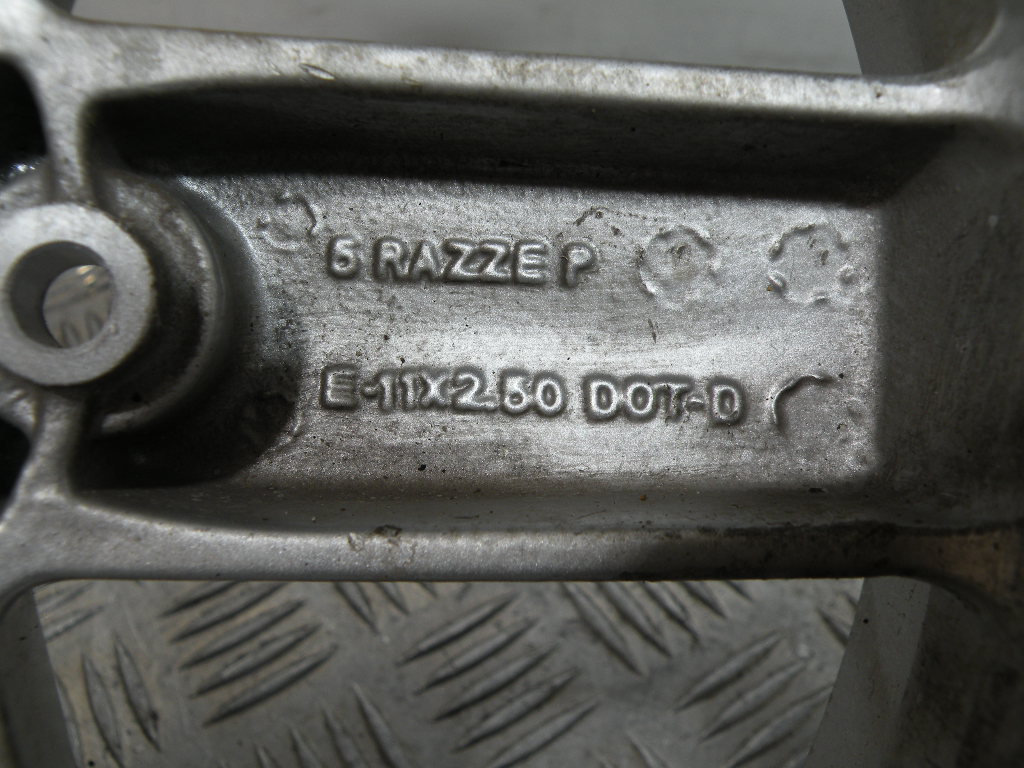 5 RAZZE P
E-11X2.50 DOT-D